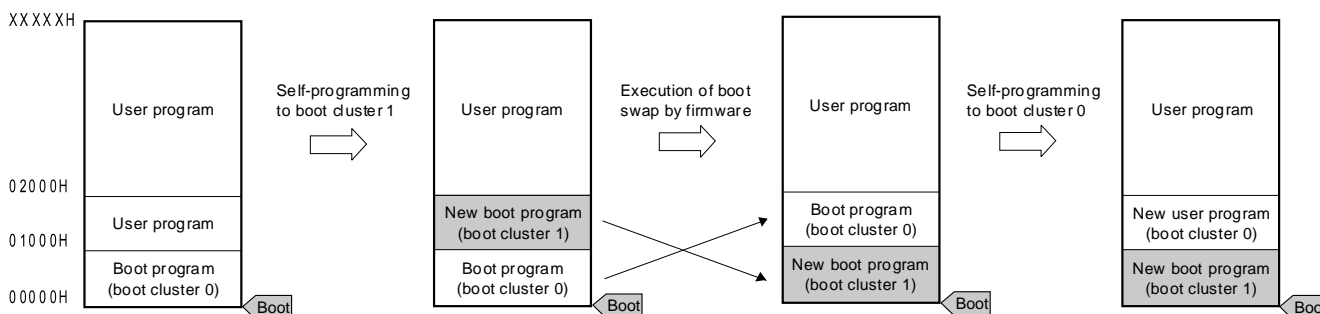 XXXXXH
User program
Self-programming
to boot cluster 1
User program
Execution of boot
swap by firmware
User program
Self-programming
to boot cluster 0
User program
02000H
User program
01000H
Boot program
(boot cluster 0)
00000H
Boot
New boot program
(boot cluster 1)
Boot program
(boot cluster 0)
Boot
Boot program
(boot cluster 0)
New boot program
(boot cluster 1)
Boot
New user program
(boot cluster 0)
New boot program
(boot cluster 1)
Boo